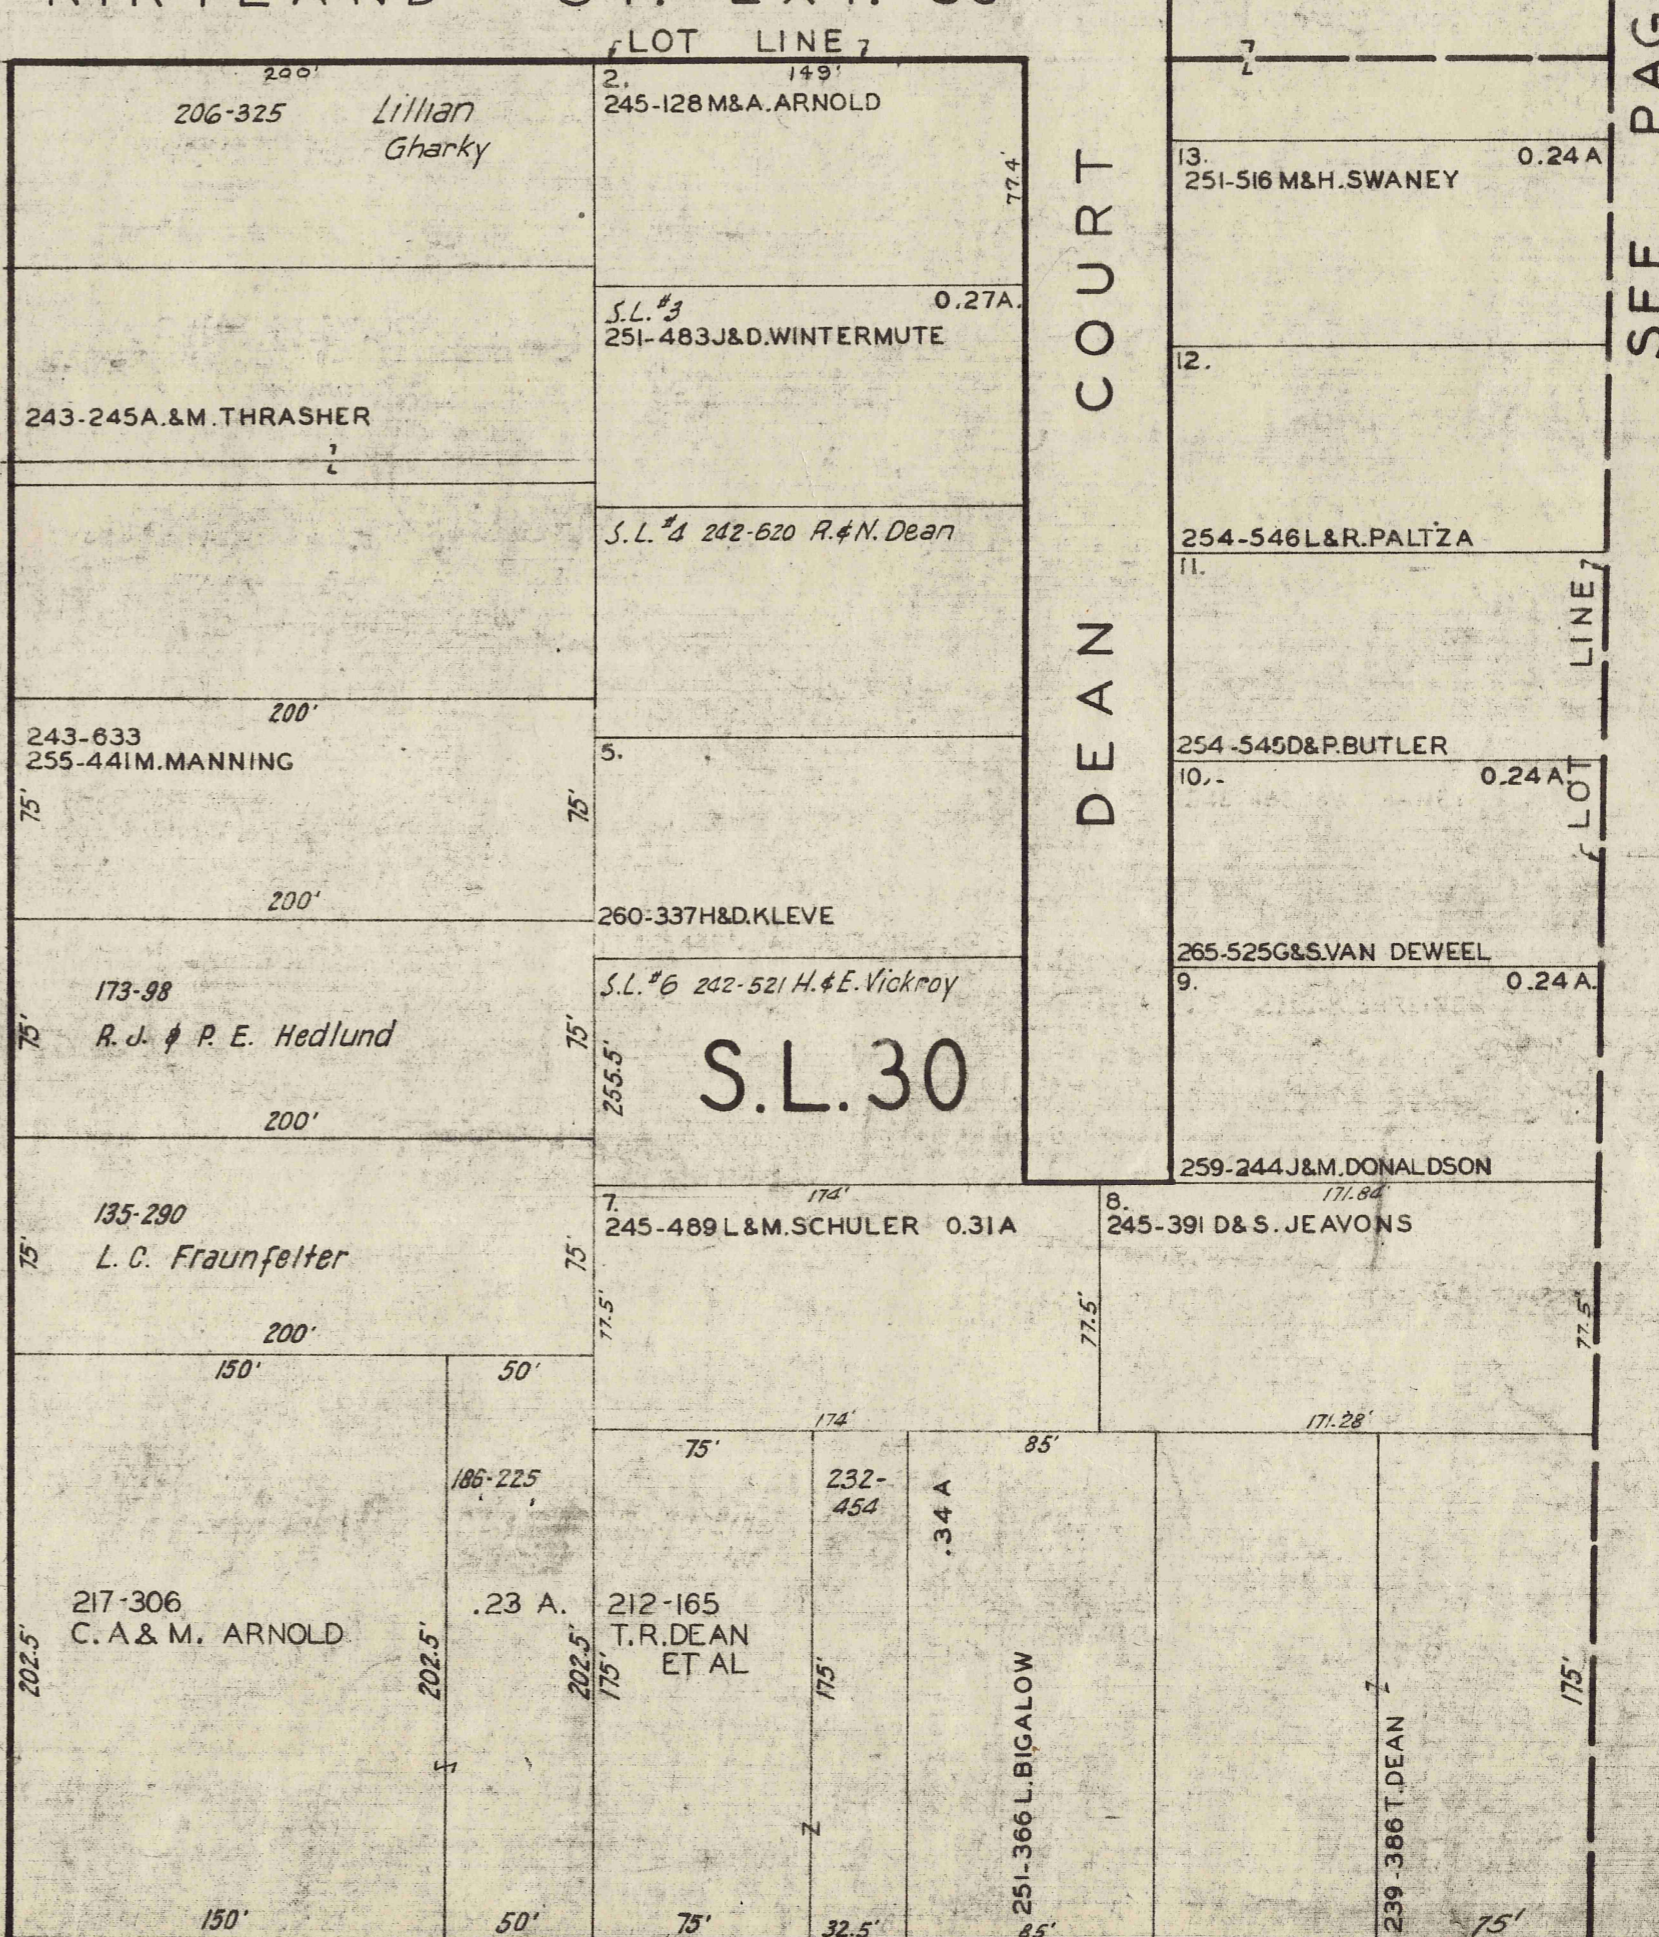 LOT LINE
200'
206-325 Lillian
Gharky
2. 149'
245-128 M&A. ARNOLD
77.4'
13. 0.24 A
251-516 M&H. SWANEY
S.L. #3 0.27A.
251-483 J&D. WINTERMUTE
243-245 A. & M. THRASHER
12.
254-546 L&R. PALTZA
S.L. #4 242-620 R. & N. Dean
11.
254-545 D&P. BUTLER
LOT LINE
DEAN COURT
200'
243-633
255-441 M. MANNING
75'
75'
200'
5.
260-337 H&D. KLEVE
10. 0.24 A.
265-525 G&S. VAN DEWEEL
173-98
R. J. & P. E. Hedlund
75'
75'
200'
S.L. #6 242-521 H. & E. Vickroy
255.5'
S.L. 30
9. 0.24 A.
259-244 J&M. DONALDSON
135-290
L. C. Fraunfelter
75'
75'
200'
7. 174'
245-489 L&M. SCHULER 0.31 A
77.5'
77.5'
174'
8. 171.84'
245-391 D&S. JEAVONS
77.5'
171.28'
150'
217-306
C. A & M. ARNOLD
202.5'
202.5'
150'
50'
186-225
.23 A.
202.5'
50'
75'
212-165
T. R. DEAN
ET AL
175'
175'
75'
232-
454
32.5'
85'
.34 A
251-366 L. BIGALOW
85'
239-386 T. DEAN
175'
75'